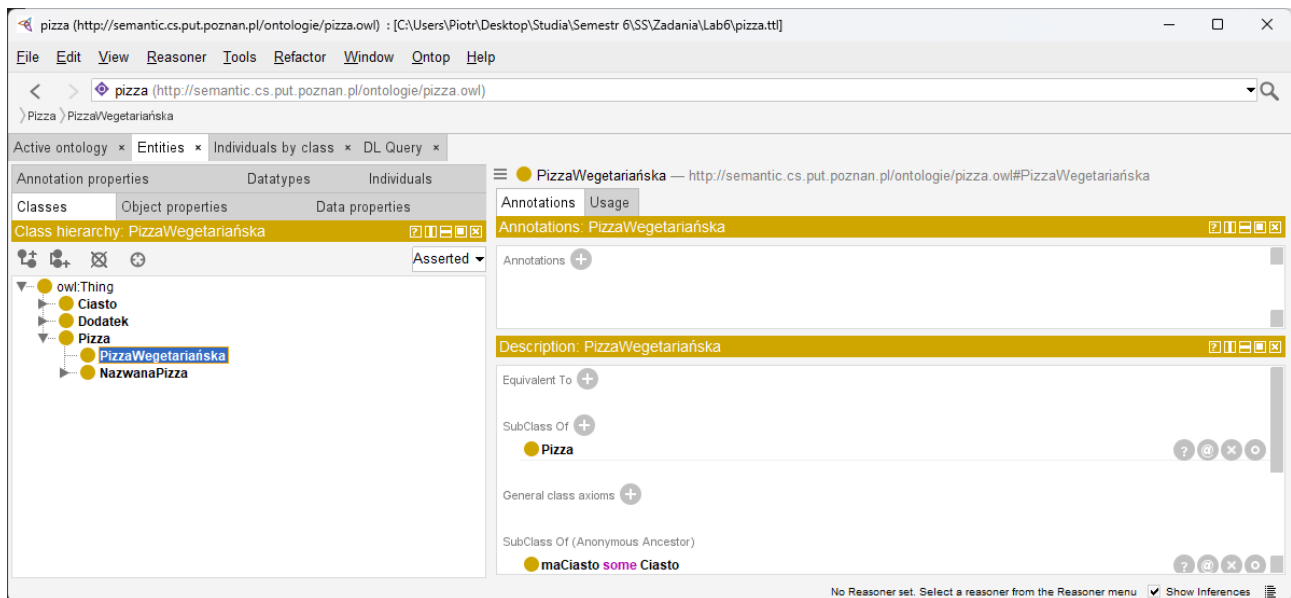 pizza (http://semantic.cs.put.poznan.pl/ontologie/pizza.owl) : [C:\Users\Piotr\Desktop\Studia\Semestr 6\SS\Zadania\Lab6\pizza.ttl]
File Edit View Reasoner Tools Refactor Window Ontop Help
pizza (http://semantic.cs.put.poznan.pl/ontologie/pizza.owl)
Pizza PizzaWegetariańska
Active ontology × Entities × Individuals by class × DL Query ×
Annotation properties Datatypes Individuals
Classes Object properties Data properties
Class hierarchy: PizzaWegetariańska
Asserted
owl:Thing
Ciasto
Dodatek
Pizza
PizzaWegetariańska
NazwanaPizza
PizzaWegetariańska — http://semantic.cs.put.poznan.pl/ontologie/pizza.owl#PizzaWegetariańska
Annotations Usage
Annotations: PizzaWegetariańska
Annotations
Description: PizzaWegetariańska
Equivalent To
SubClass Of
Pizza
General class axioms
SubClass Of (Anonymous Ancestor)
maCiasto some Ciasto
No Reasoner set. Select a reasoner from the Reasoner menu Show Inferences